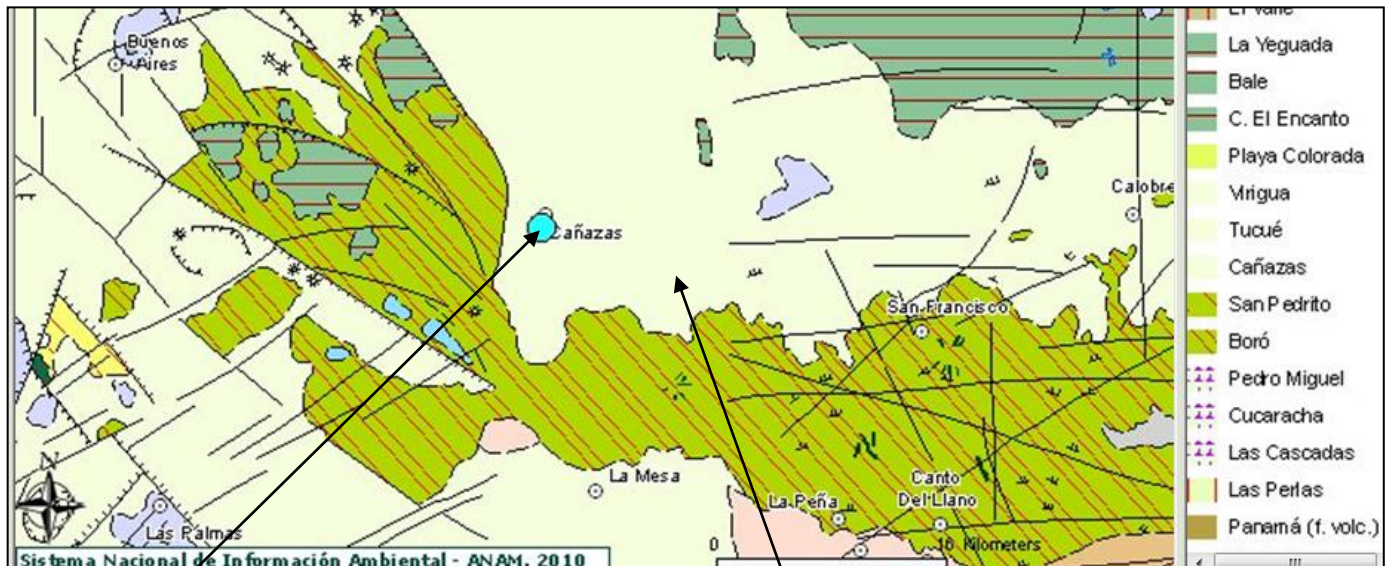 El Valle
La Yeguada
Bale
C. El Encanto
Playa Colorada
Virigua
Tucué
Cañazas
San Pedrito
Boró
Pedro Miguel
Cucaracha
Las Cascadas
Las Perlas
Panamá (f. volc.)
Buenos
Aires
Calobre
Cañazas
San Francisco
La Mesa
Canto
Del Llano
La Peña
N
Las Palmas
0
16 Kilometers
Sistema Nacional de Información Ambiental - ANAM, 2010